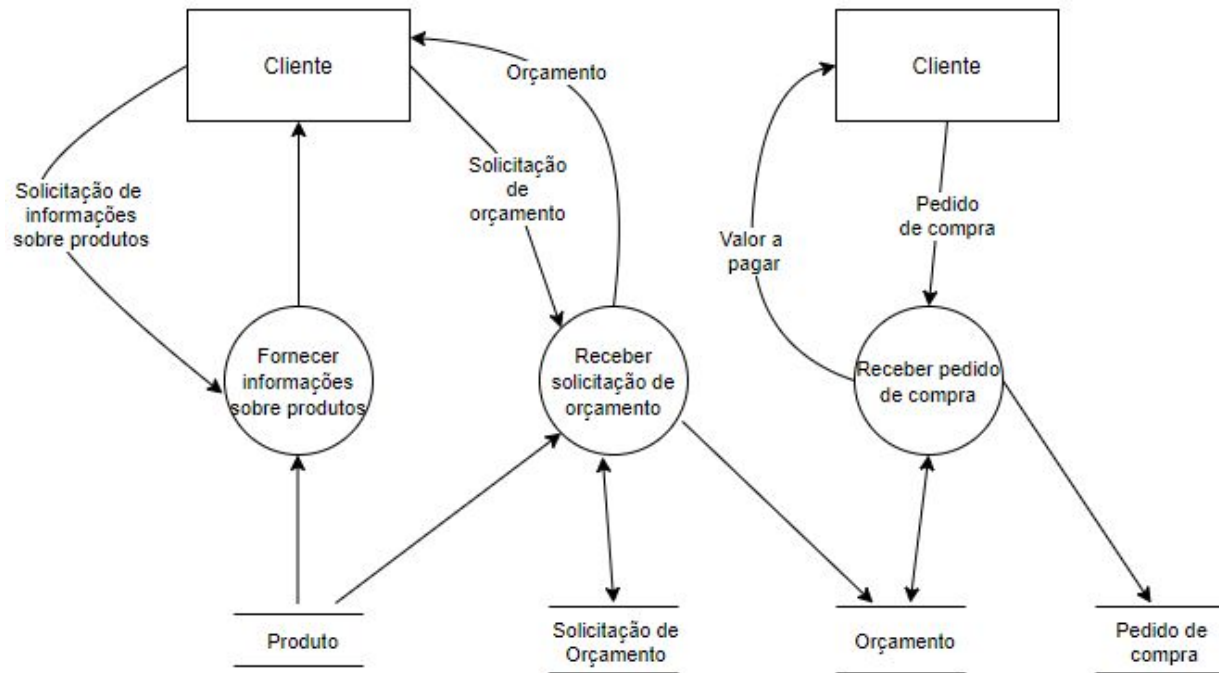 Cliente
Orçamento
Cliente
Solicitação
de
orçamento
Solicitação de
informações
sobre produtos
Pedido
de compra
Valor a
pagar
Fornecer
informações
sobre produtos
Receber
solicitação de
orçamento
Receber pedido
de compra
Produto
Solicitação de
Orçamento
Orçamento
Pedido de
compra